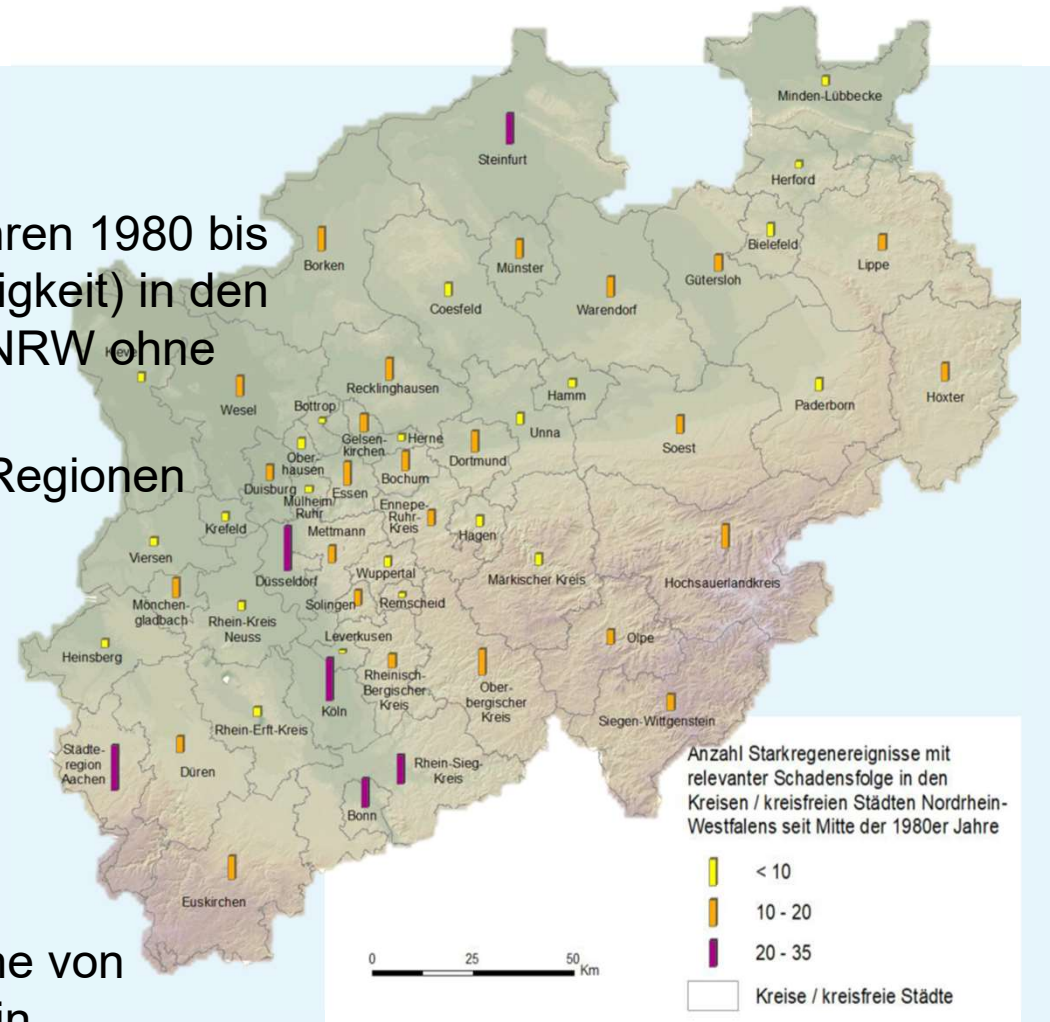 Minden-Lübbecke
Steinfurt
Herford
hren 1980 bis
Bielefeld
Borken
Münster
Lippe
igkeit) in den
Gütersloh
Coesfeld
Warendorf
NRW ohne
Kleve
Recklinghausen
Hamm
Wesel
Bottrop
Paderborn
Höxter
Gelsen-
kirchen
Herne
Unna
Ober-
hausen
Dortmund
Soest
Regionen
Bochum
Duisburg
Essen
Mülheim/
Ruhr
Ennepe-
Ruhr-
Kreis
Krefeld
Mettmann
Hagen
Viersen
Düsseldorf
Wuppertal
Märkischer Kreis
Hochsauerlandkreis
Mönchen-
gladbach
Solingen
Remscheid
Rhein-Kreis
Neuss
Leverkusen
Olpe
Heinsberg
Rheinisch-
Bergischer
Kreis
Ober-
bergischer
Kreis
Köln
Siegen-Wittgenstein
Rhein-Erft-Kreis
Städte-
region
Aachen
Düren
Rhein-Sieg-
Kreis
Bonn
Euskirchen
Anzahl Starkregenereignisse mit
relevanter Schadensfolge in den
Kreisen / kreisfreien Städten Nordrhein-
Westfalens seit Mitte der 1980er Jahre
< 10
10 - 20
20 - 35
Kreise / kreisfreie Städte
0 25 50
Km
ne von
in